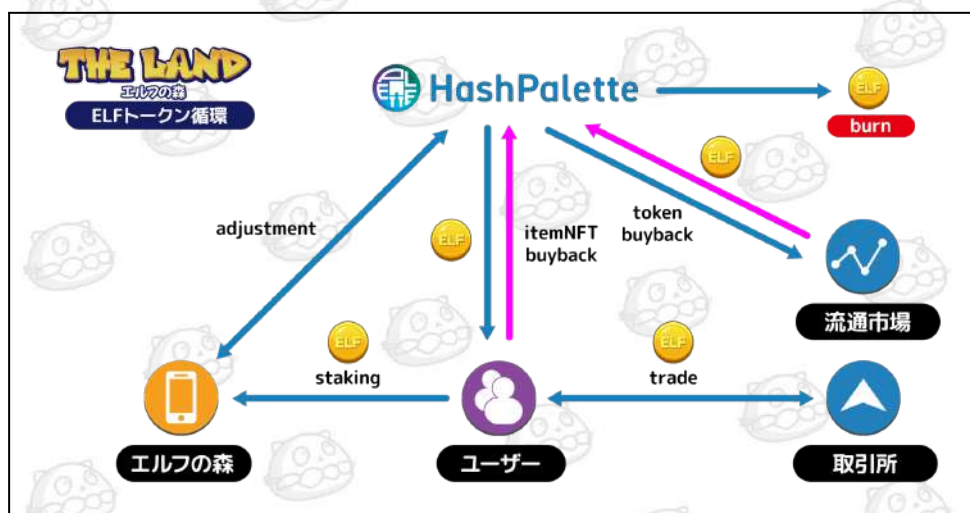 THE LAND
エルフの森
ELFトークン循環
HashPalette
ELF
burn
ELF
adjustment
ELF
itemNFT
buyback
token
buyback
流通市場
ELF
staking
ELF
trade
エルフの森
ユーザー
取引所